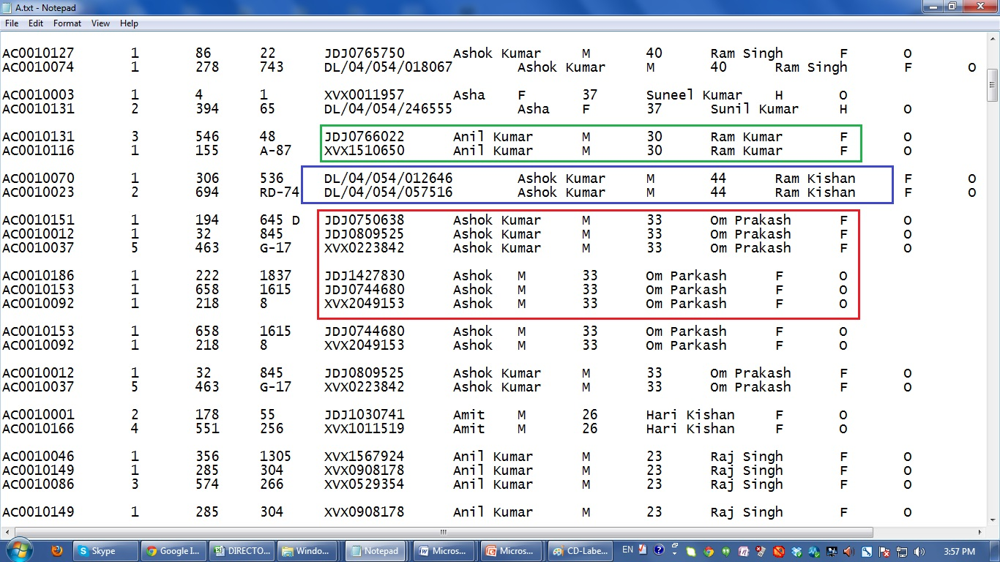 A.txt - Notepad
File Edit Format View Help
AC0010127 1 86 22 JDJ0765750 Ashok Kumar M 40 Ram Singh F O
AC0010074 1 278 743 DL/04/054/018067 Ashok Kumar M 40 Ram Singh F O
AC0010003 1 4 1 XVX0011957 Asha F 37 Suneel Kumar H O
AC0010131 2 394 65 DL/04/054/246555 Asha F 37 Sunil Kumar H O
AC0010131 3 546 48 JDJ0766022 Anil Kumar M 30 Ram Kumar F O
AC0010116 1 155 A-87 XVX1510650 Anil Kumar M 30 Ram Kumar F O
AC0010070 1 306 536 DL/04/054/012646 Ashok Kumar M 44 Ram Kishan F O
AC0010023 2 694 RD-74 DL/04/054/057516 Ashok Kumar M 44 Ram Kishan F O
AC0010151 1 194 645 D JDJ0750638 Ashok Kumar M 33 Om Prakash F O
AC0010012 1 32 845 JDJ0809525 Ashok Kumar M 33 Om Prakash F O
AC0010037 5 463 G-17 XVX0223842 Ashok Kumar M 33 Om Prakash F O
AC0010186 1 222 1837 JDJ1427830 Ashok M 33 Om Parkash F O
AC0010153 1 658 1615 JDJ0744680 Ashok M 33 Om Parkash F O
AC0010092 1 218 8 XVX2049153 Ashok M 33 Om Parkash F O
AC0010153 1 658 1615 JDJ0744680 Ashok M 33 Om Parkash F O
AC0010092 1 218 8 XVX2049153 Ashok M 33 Om Parkash F O
AC0010012 1 32 845 JDJ0809525 Ashok Kumar M 33 Om Prakash F O
AC0010037 5 463 G-17 XVX0223842 Ashok Kumar M 33 Om Prakash F O
AC0010001 2 178 55 JDJ1030741 Amit M 26 Hari Kishan F O
AC0010166 4 551 256 XVX1011519 Amit M 26 Hari Kishan F O
AC0010046 1 356 1305 XVX1567924 Anil Kumar M 23 Raj Singh F O
AC0010149 1 285 304 XVX0908178 Anil Kumar M 23 Raj Singh F O
AC0010086 3 574 266 XVX0529354 Anil Kumar M 23 Raj Singh F O
AC0010149 1 285 304 XVX0908178 Anil Kumar M 23 Raj Singh F O
Skype Google I... DIRECTO... Windo... Notepad Micros... Micros... CD-Labe... EN 3:57 PM